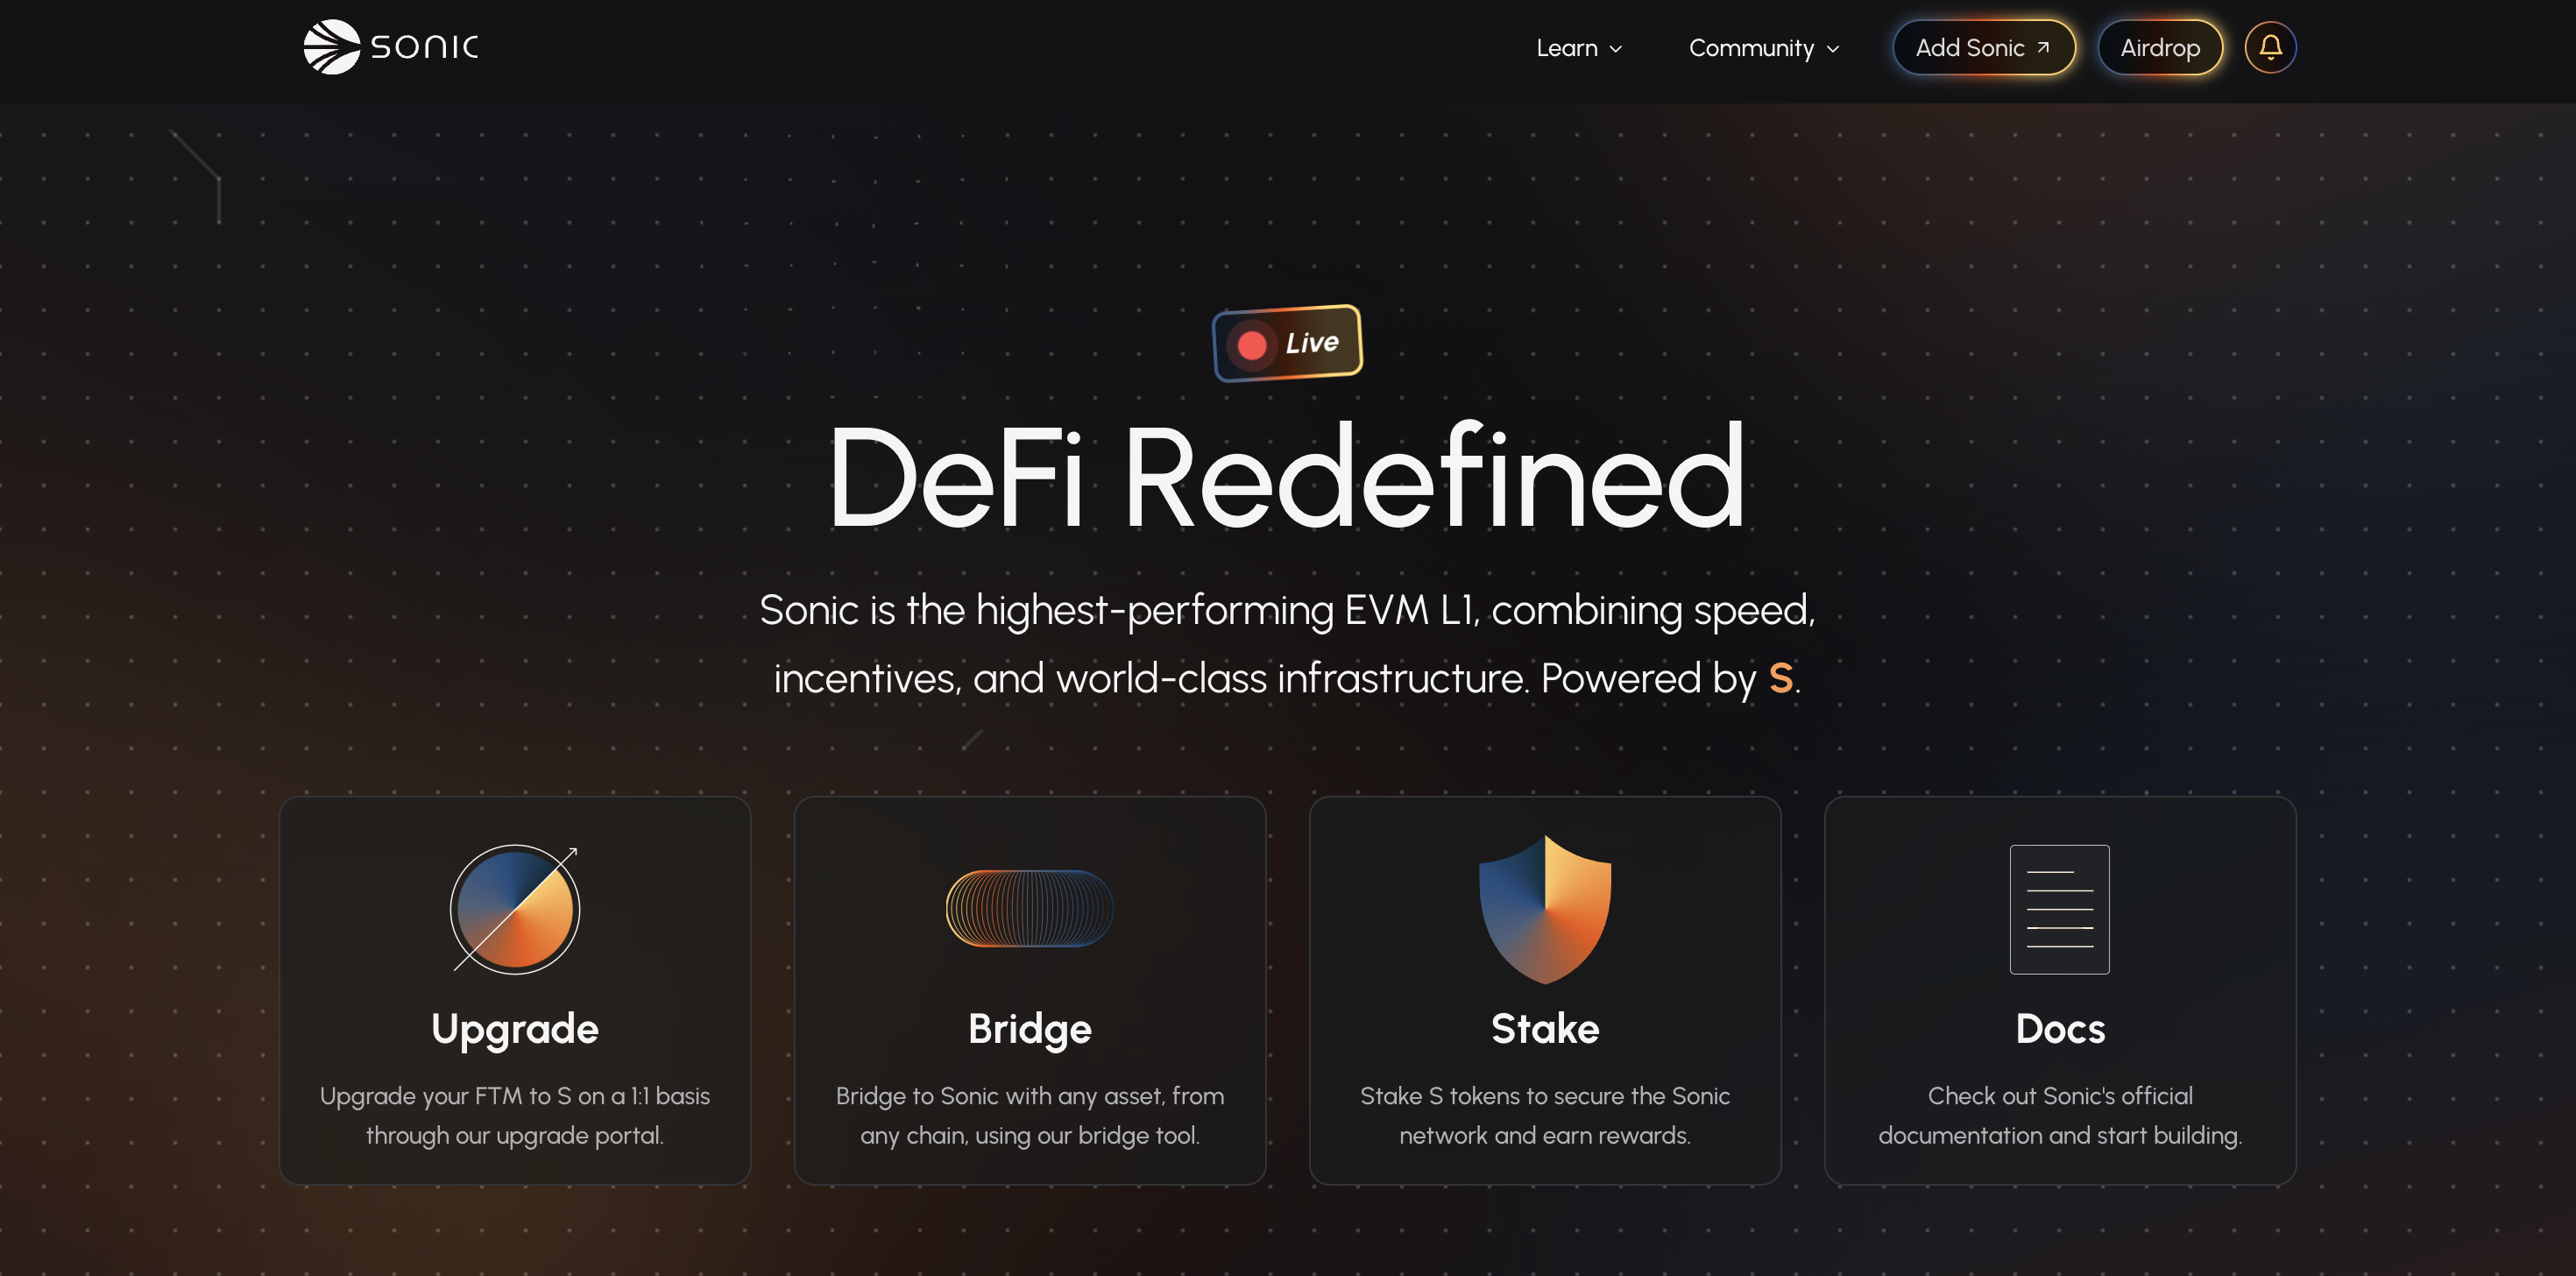 SONIC
Learn
Community
Add Sonic
Airdrop
Live
DeFi Redefined
Sonic is the highest-performing EVM L1, combining speed,
incentives, and world-class infrastructure. Powered by S.
Upgrade
Upgrade your FTM to S on a 1:1 basis
through our upgrade portal.
Bridge
Bridge to Sonic with any asset, from
any chain, using our bridge tool.
Stake
Stake S tokens to secure the Sonic
network and earn rewards.
Docs
Check out Sonic's official
documentation and start building.